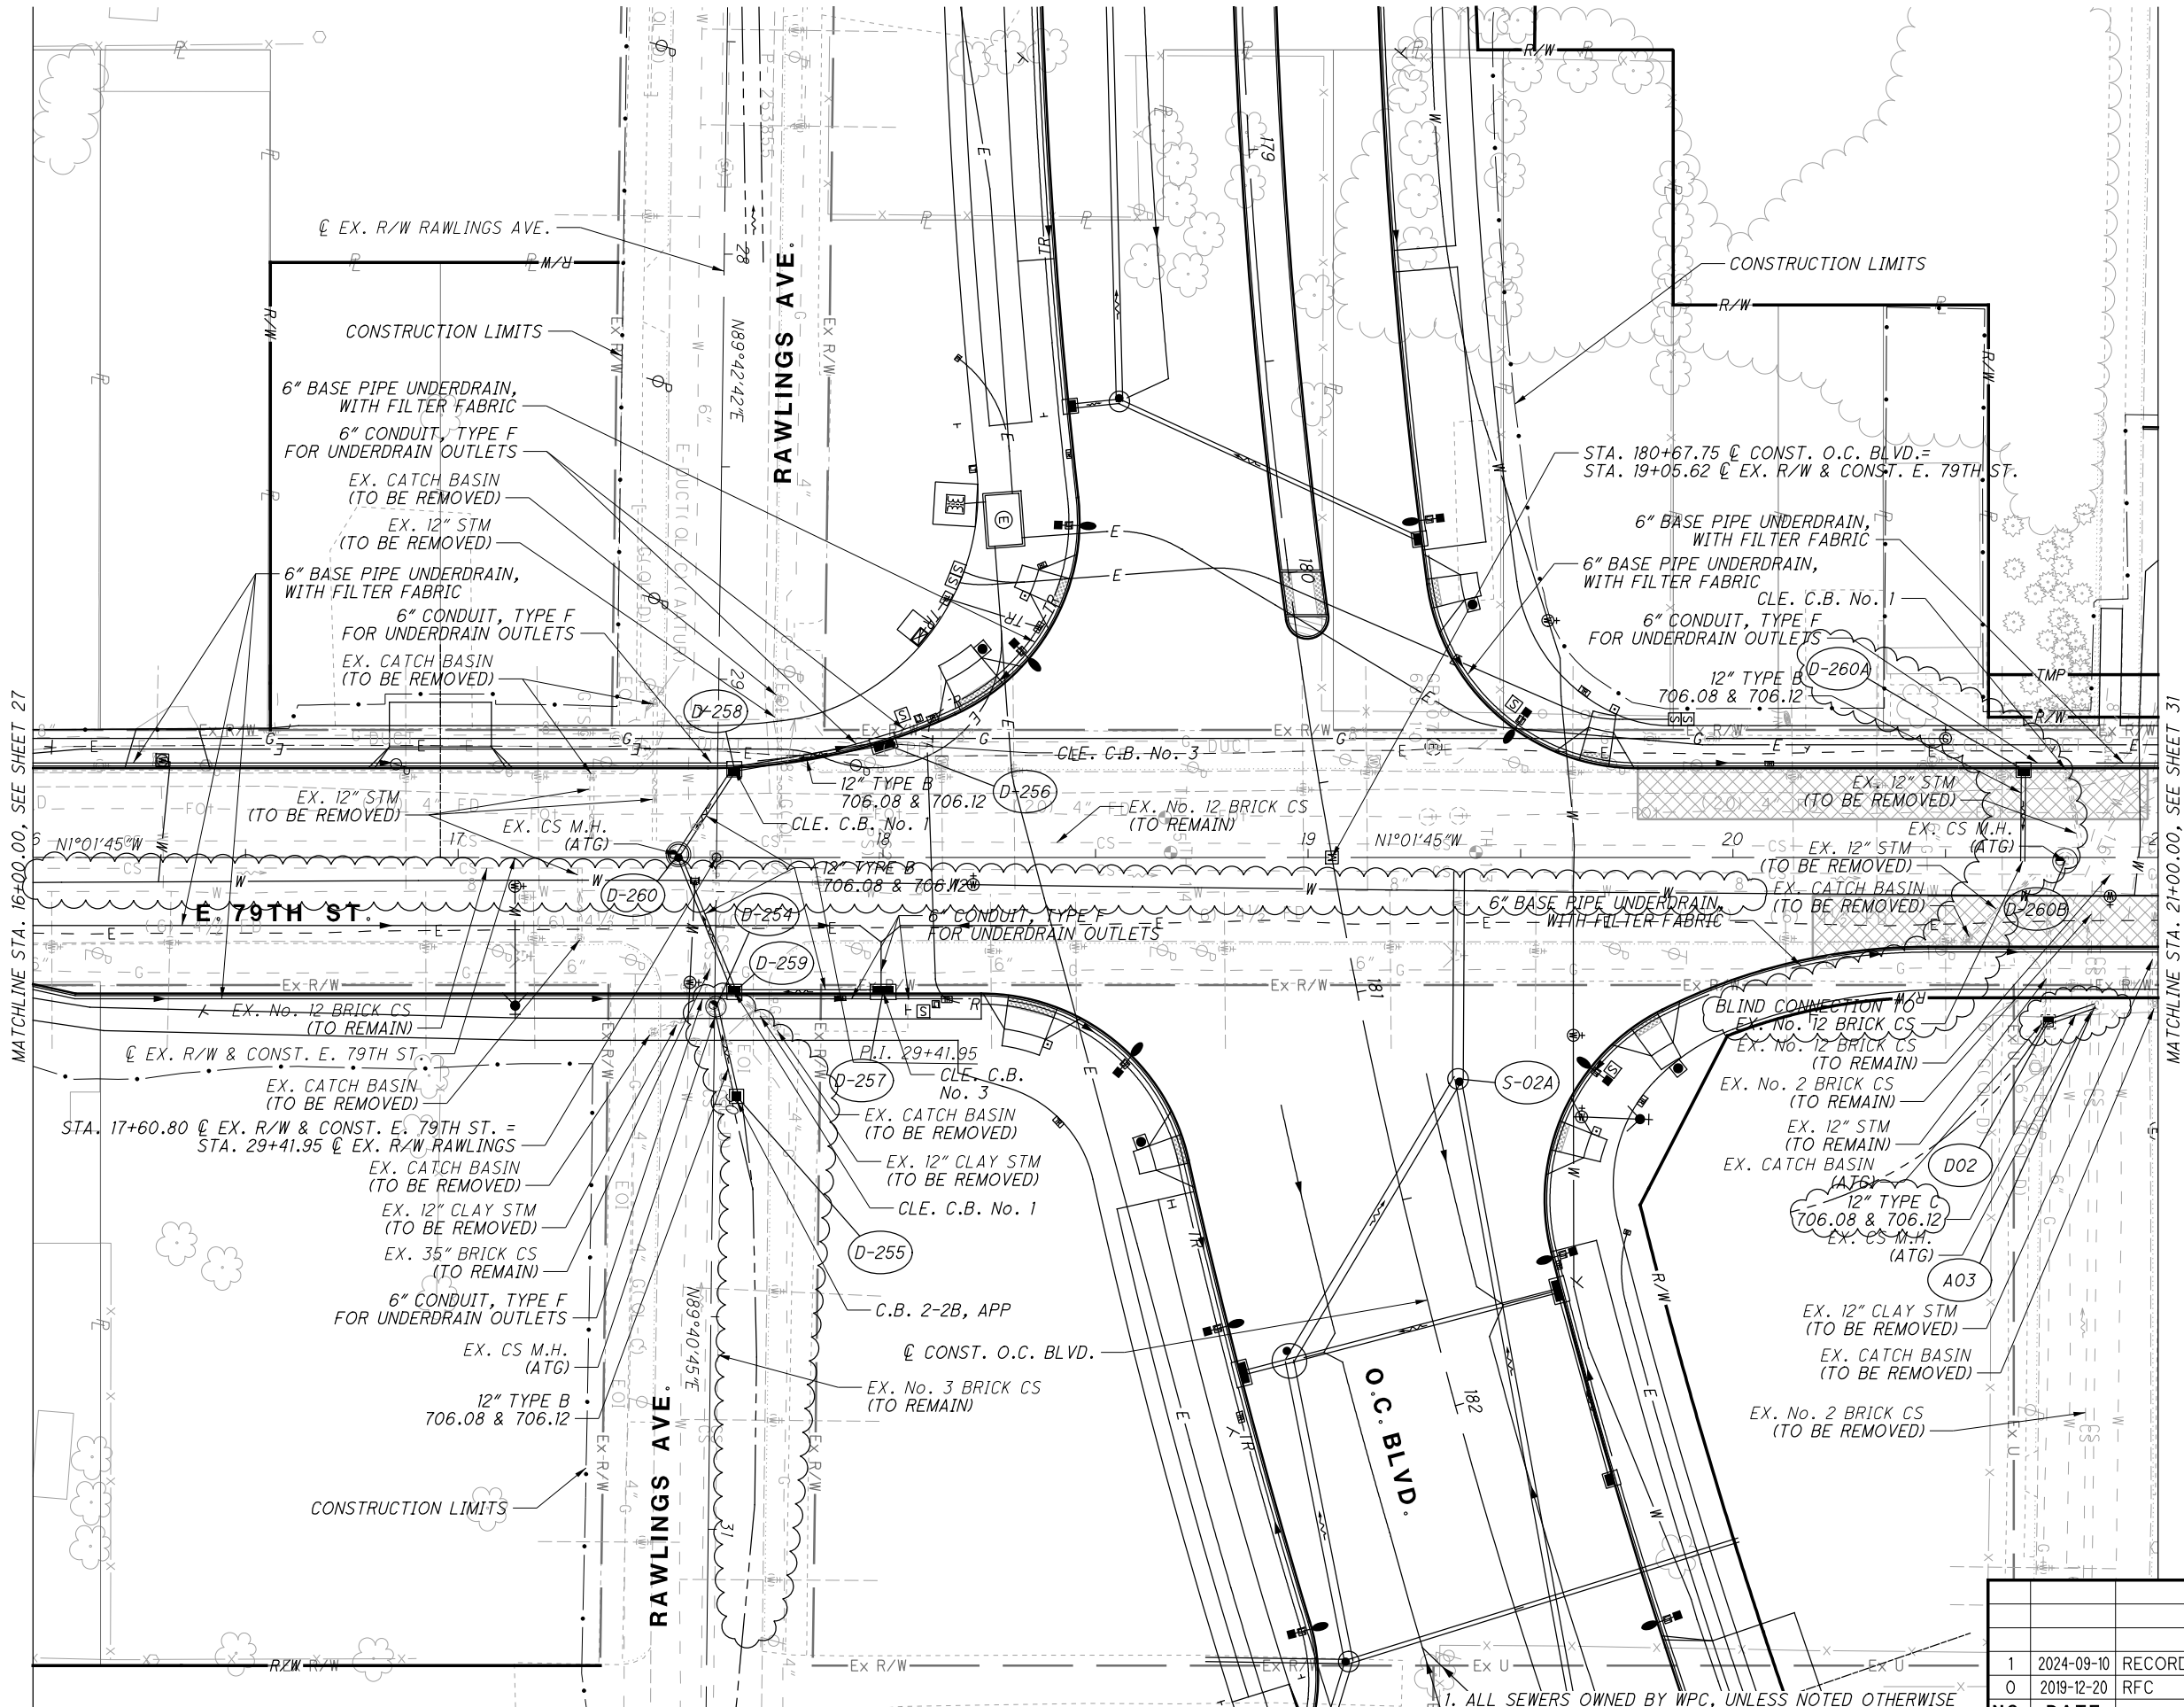 ℄ EX. R/W RAWLINGS AVE.
CONSTRUCTION LIMITS
6" BASE PIPE UNDERDRAIN,
WITH FILTER FABRIC
6" CONDUIT, TYPE F
FOR UNDERDRAIN OUTLETS
EX. CATCH BASIN
(TO BE REMOVED)
EX. 12" STM
(TO BE REMOVED)
6" BASE PIPE UNDERDRAIN,
WITH FILTER FABRIC
6" CONDUIT, TYPE F
FOR UNDERDRAIN OUTLETS
EX. CATCH BASIN
(TO BE REMOVED)
RAWLINGS AVE.
N89°42'42"E
28
29
179
180
R/W
CONSTRUCTION LIMITS
STA. 180+67.75 ℄ CONST. O.C. BLVD.=
STA. 19+05.62 ℄ EX. R/W & CONST. E. 79TH ST.
6" BASE PIPE UNDERDRAIN,
WITH FILTER FABRIC
6" BASE PIPE UNDERDRAIN,
WITH FILTER FABRIC
CLE. C.B. No. 1
6" CONDUIT, TYPE F
FOR UNDERDRAIN OUTLETS
12" TYPE B
706.08 & 706.12
D-260A
TMP
R/W
D-258
MATCHLINE STA. 16+00.00, SEE SHEET 27
MATCHLINE STA. 21+00.00, SEE SHEET 31
Ex R/W
CLE. C.B. No. 3
12" TYPE B
706.08 & 706.12
D-256
CLE. C.B. No. 1
EX. 12" STM
(TO BE REMOVED)
EX. CS M.H.
(ATG)
EX. No. 12 BRICK CS
(TO REMAIN)
EX. 12" STM
(TO BE REMOVED)
EX. CS M.H.
(ATG)
EX. 12" STM
(TO BE REMOVED)
EX. CATCH BASIN
(TO BE REMOVED)
N1°01'45"W
17
18
19
N1°01'45"W
20
12" TYPE B
706.08 & 706.12
D-260
D-254
D-259
E. 79TH ST.
6" CONDUIT, TYPE F
FOR UNDERDRAIN OUTLETS
6" BASE PIPE UNDERDRAIN,
WITH FILTER FABRIC
D-260B
Ex R/W
EX. No. 12 BRICK CS
(TO REMAIN)
℄ EX. R/W & CONST. E. 79TH ST.
EX. CATCH BASIN
(TO BE REMOVED)
STA. 17+60.80 ℄ EX. R/W & CONST. E. 79TH ST. =
STA. 29+41.95 ℄ EX. R/W RAWLINGS
EX. CATCH BASIN
(TO BE REMOVED)
EX. 12" CLAY STM
(TO BE REMOVED)
EX. 35" BRICK CS
(TO REMAIN)
6" CONDUIT, TYPE F
FOR UNDERDRAIN OUTLETS
EX. CS M.H.
(ATG)
12" TYPE B
706.08 & 706.12
CONSTRUCTION LIMITS
P.I. 29+41.95
D-257
CLE. C.B.
No. 3
EX. CATCH BASIN
(TO BE REMOVED)
EX. 12" CLAY STM
(TO BE REMOVED)
CLE. C.B. No. 1
D-255
C.B. 2-2B, APP
℄ CONST. O.C. BLVD.
EX. No. 3 BRICK CS
(TO REMAIN)
N89°40'45"E
RAWLINGS AVE.
31
181
182
S-02A
O.C. BLVD.
BLIND CONNECTION TO
EX. No. 12 BRICK CS
EX. No. 12 BRICK CS
(TO REMAIN)
EX. No. 2 BRICK CS
(TO REMAIN)
EX. 12" STM
(TO REMAIN)
EX. CATCH BASIN
(ATG)
D02
12" TYPE C
706.08 & 706.12
EX. CS M.H.
(ATG)
A03
EX. 12" CLAY STM
(TO BE REMOVED)
EX. CATCH BASIN
(TO BE REMOVED)
EX. No. 2 BRICK CS
(TO BE REMOVED)
R/W
Ex R/W
Ex U
Ex U
1. ALL SEWERS OWNED BY WPC, UNLESS NOTED OTHERWISE
1 2024-09-10 RECORD
0 2019-12-20 RFC